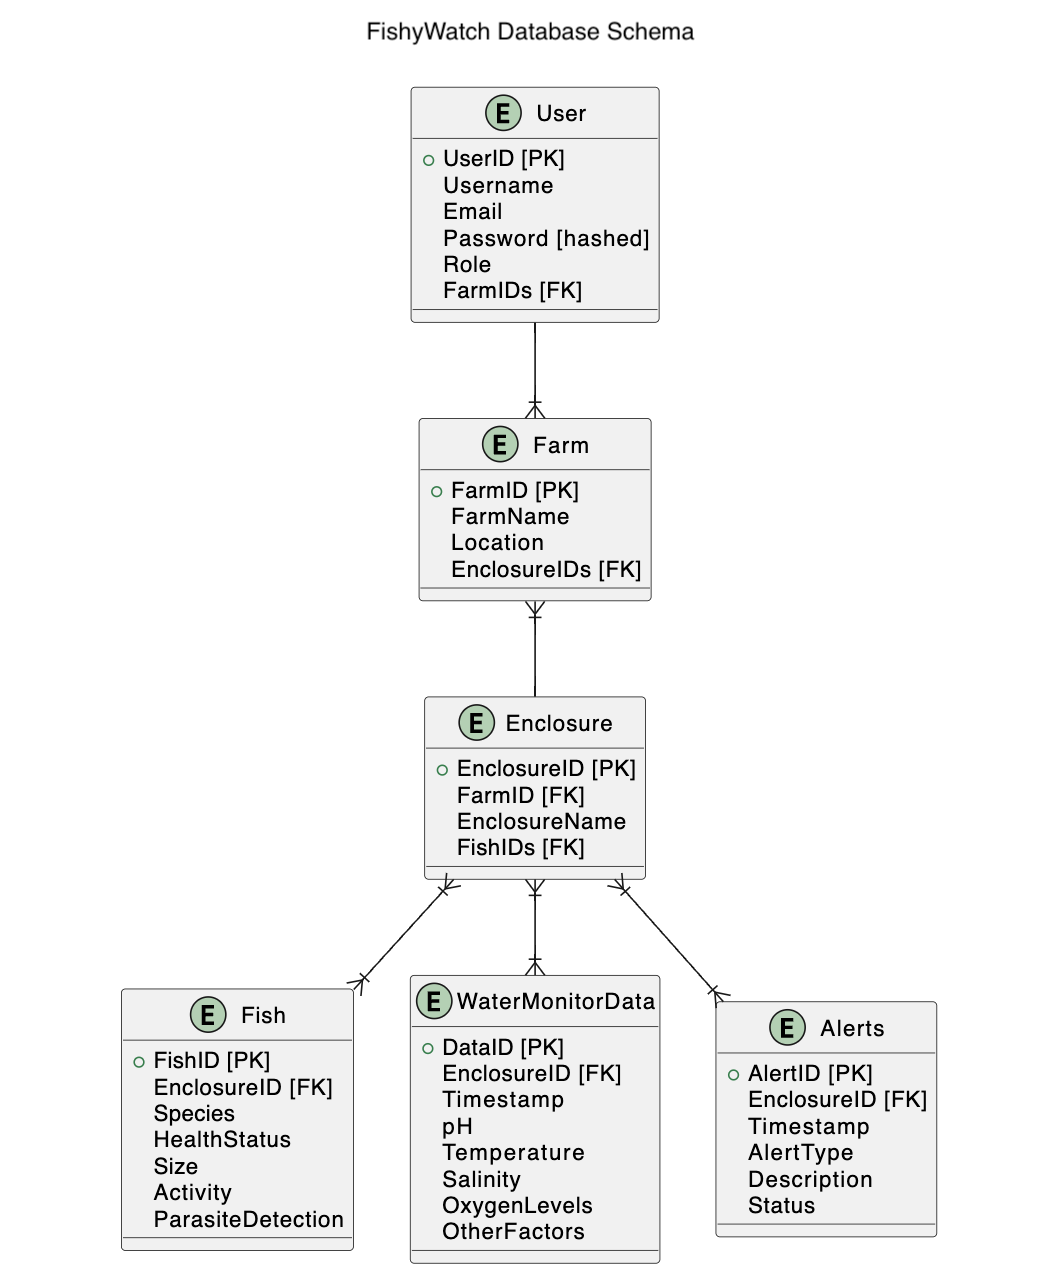 FishyWatch Database Schema
E User
UserID [PK]
Username
Email
Password [hashed]
Role
FarmIDs [FK]
E Farm
FarmID [PK]
FarmName
Location
EnclosureIDs [FK]
E Enclosure
EnclosureID [PK]
FarmID [FK]
EnclosureName
FishIDs [FK]
E Fish
FishID [PK]
EnclosureID [FK]
Species
HealthStatus
Size
Activity
ParasiteDetection
E WaterMonitorData
DataID [PK]
EnclosureID [FK]
Timestamp
pH
Temperature
Salinity
OxygenLevels
OtherFactors
E Alerts
AlertID [PK]
EnclosureID [FK]
Timestamp
AlertType
Description
Status